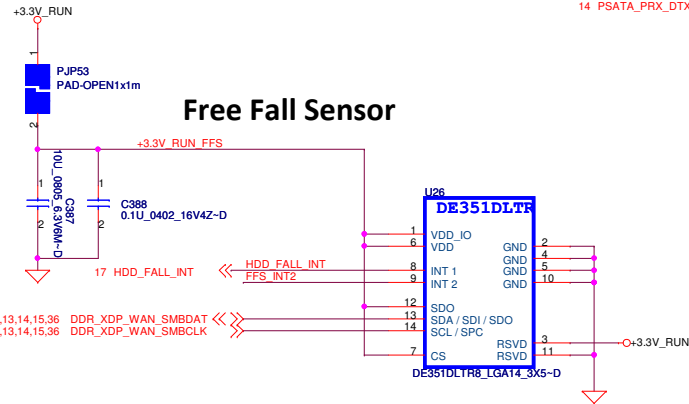 14 PSATA_PRX_DTX
+3.3V_RUN
1
PJP53
PAD-OPEN1x1m
2
Free Fall Sensor
+3.3V_RUN_FFS
1
2
10U_0805_6.3V6M~D
C387
1
2
C388
0.1U_0402_16V4Z~D
U26
DE351DLTR
1 VDD_IO
6 VDD
GND 2
GND 4
GND 5
GND 10
17 HDD_FALL_INT
HDD_FALL_INT
FFS_INT2
8 INT 1
9 INT 2
12 SDO
,13,14,15,36 DDR_XDP_WAN_SMBDAT
13 SDA / SDI / SDO
,13,14,15,36 DDR_XDP_WAN_SMBCLK
14 SCL / SPC
RSVD 3
+3.3V_RUN
7 CS
RSVD 11
DE351DLTR8_LGA14_3X5~D